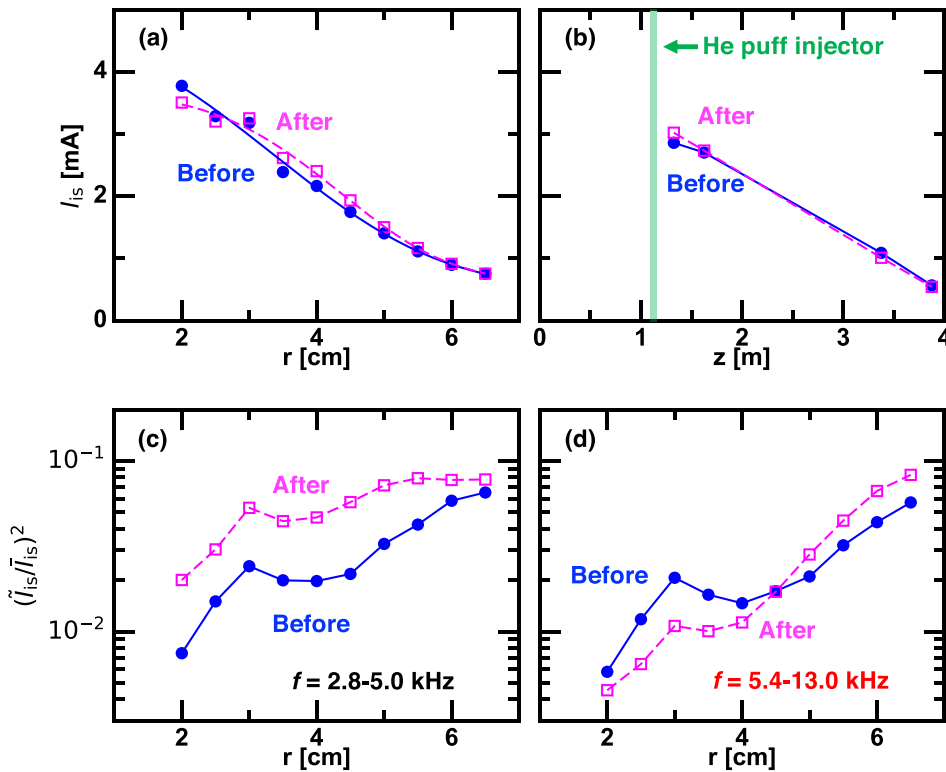 (a)
4
2
0
I_is [mA]
After
Before
2 4 6
r [cm]
(b)
He puff injector
After
Before
0 1 2 3 4
z [m]
(c)
10^{-1}
10^{-2}
(Ĩ_is/Ī_is)^2
After
Before
f = 2.8-5.0 kHz
2 4 6
r [cm]
(d)
Before
After
f = 5.4-13.0 kHz
2 4 6
r [cm]